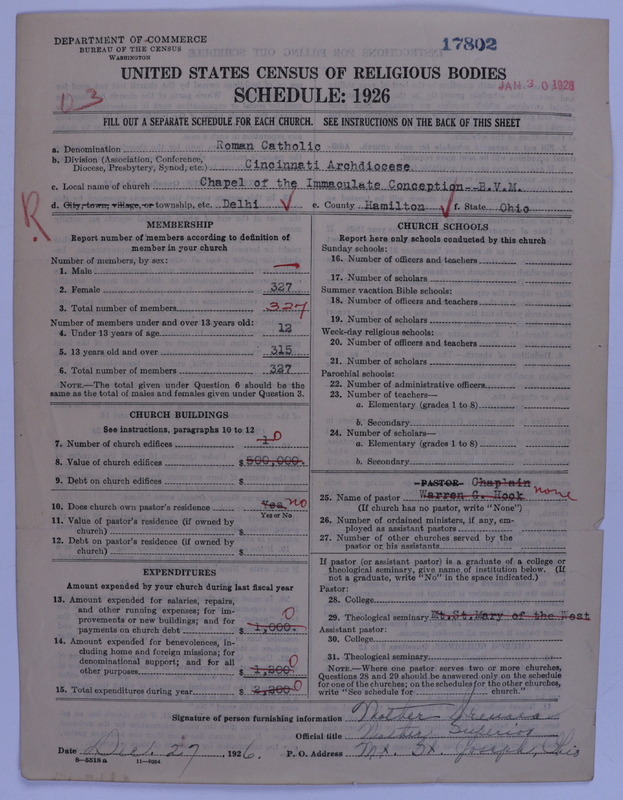 DEPARTMENT OF COMMERCE
BUREAU OF THE CENSUS
WASHINGTON
17802
JAN 30 1928
D 3
UNITED STATES CENSUS OF RELIGIOUS BODIES
SCHEDULE: 1926
FILL OUT A SEPARATE SCHEDULE FOR EACH CHURCH. SEE INSTRUCTIONS ON THE BACK OF THIS SHEET
a. Denomination Roman Catholic
b. Division (Association, Conference, Diocese, Presbytery, Synod, etc.) Cincinnati Archdiocese
c. Local name of church Chapel of the Immaculate Conception--B.V.M.
d. City, town, village, or township, etc. Delhi e. County Hamilton f. State Ohio
R
MEMBERSHIP
Report number of members according to definition of
member in your church
Number of members, by sex:
1. Male —
2. Female 327
3. Total number of members 327
Number of members under and over 13 years old:
4. Under 13 years of age 12
5. 13 years old and over 315
6. Total number of members 327
NOTE.—The total given under Question 6 should be the
same as the total of males and females given under Question 3.
CHURCH BUILDINGS
See instructions, paragraphs 10 to 12
7. Number of church edifices 1 0
8. Value of church edifices $ 500,000.
9. Debt on church edifices $
10. Does church own pastor's residence Yes no
Yes or No
11. Value of pastor's residence (if owned by
church) $
12. Debt on pastor's residence (if owned by
church) $
EXPENDITURES
Amount expended by your church during last fiscal year
13. Amount expended for salaries, repairs,
and other running expenses; for im-
provements or new buildings; and for
payments on church debt $ 1,000. 0
14. Amount expended for benevolences, in-
cluding home and foreign missions; for
denominational support; and for all
other purposes $ 1,200 0
15. Total expenditures during year $ 2,200 0
CHURCH SCHOOLS
Report here only schools conducted by this church
Sunday schools:
16. Number of officers and teachers
17. Number of scholars
Summer vacation Bible schools:
18. Number of officers and teachers
19. Number of scholars
Week-day religious schools:
20. Number of officers and teachers
21. Number of scholars
Parochial schools:
22. Number of administrative officers
23. Number of teachers—
a. Elementary (grades 1 to 8)
b. Secondary
24. Number of scholars—
a. Elementary (grades 1 to 8)
b. Secondary
PASTOR Chaplain
25. Name of pastor Warren C. Hook none
(If church has no pastor, write "None")
26. Number of ordained ministers, if any, em-
ployed as assistant pastors
27. Number of other churches served by the
pastor or his assistants
If pastor (or assistant pastor) is a graduate of a college or
theological seminary, give name of institution below. (If
not a graduate, write "No" in the space indicated.)
Pastor:
28. College
29. Theological seminary Mt.St.Mary of the West
Assistant pastor:
30. College
31. Theological seminary
NOTE.—Where one pastor serves two or more churches,
Questions 28 and 29 should be answered only on the schedule
for one of the churches; on the schedules for the other churches,
write "See schedule for church."
Signature of person furnishing information Mother
Official title Mother Superior
Date Dec. 27, 1926. P. O. Address Mt. St. Joseph, Ohio
8—5518 a 11—9054